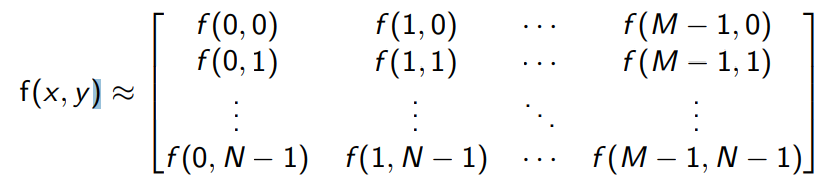 f(0, 0) f(1, 0) ⋯ f(M − 1, 0)
f(0, 1) f(1, 1) ⋯ f(M − 1, 1)
f(x, y) ≈
⋮ ⋮ ⋱ ⋮
f(0, N − 1) f(1, N − 1) ⋯ f(M − 1, N − 1)